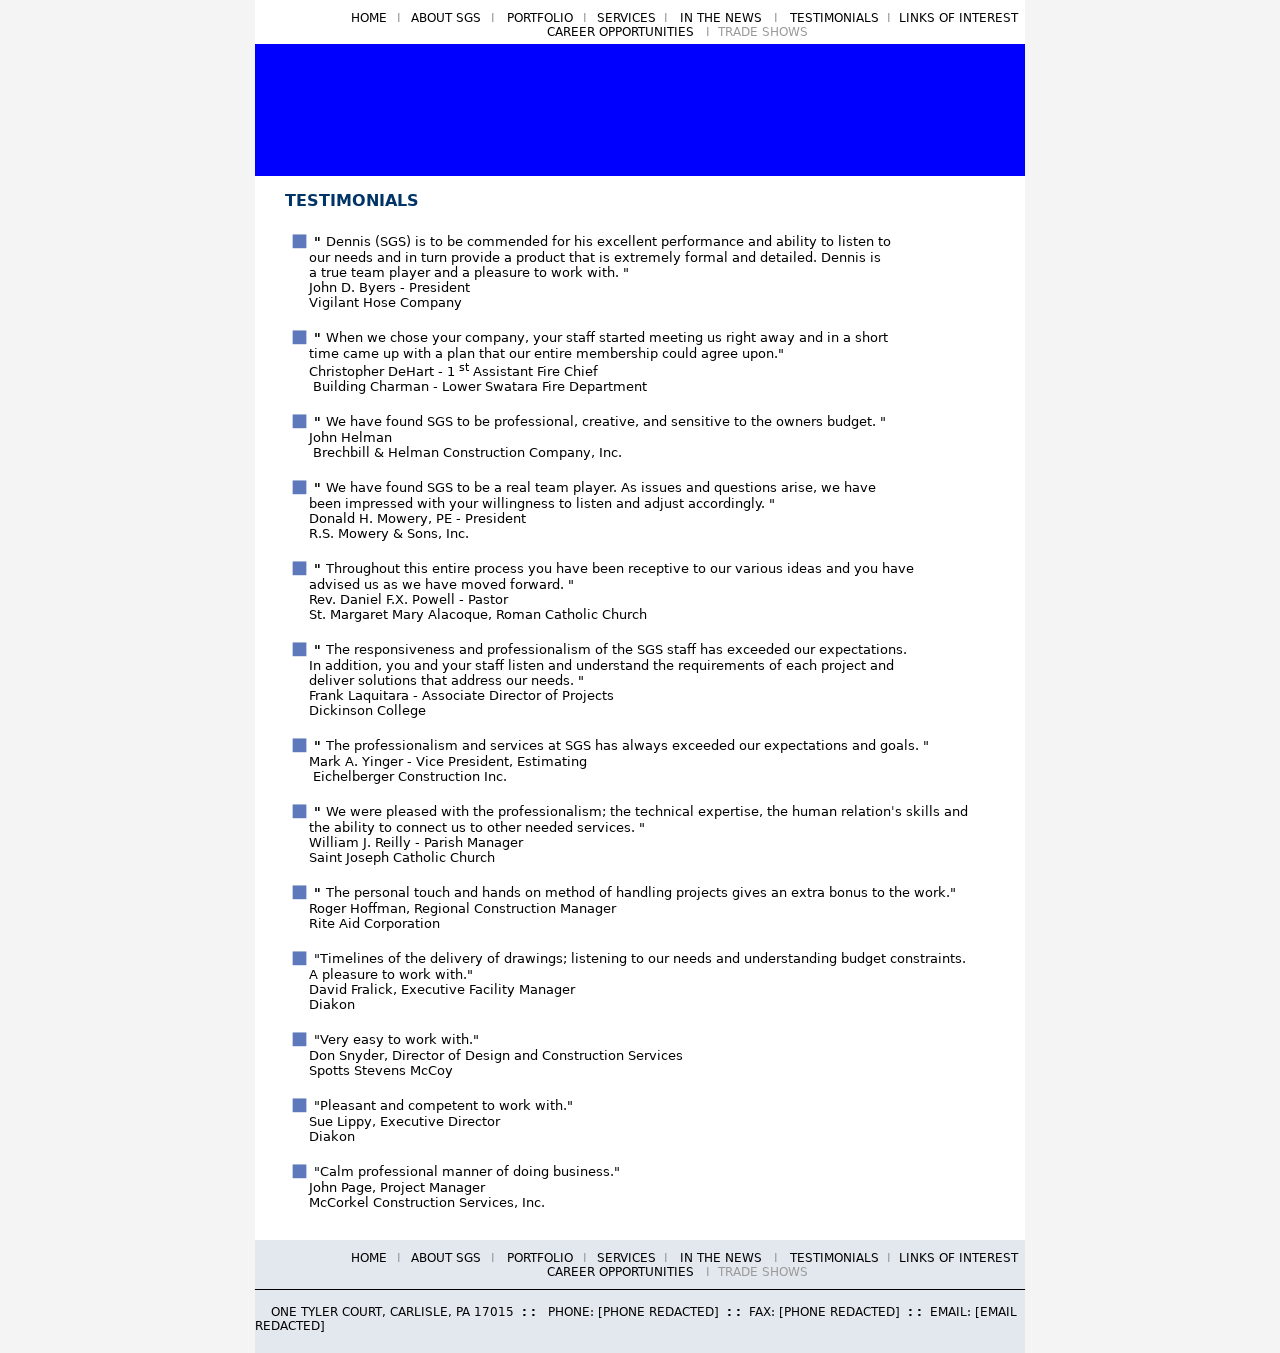 HOME I ABOUT SGS I PORTFOLIO I SERVICES I IN THE NEWS I TESTIMONIALS I LINKS OF INTEREST
CAREER OPPORTUNITIES I TRADE SHOWS
TESTIMONIALS
" Dennis (SGS) is to be commended for his excellent performance and ability to listen to
our needs and in turn provide a product that is extremely formal and detailed. Dennis is
a true team player and a pleasure to work with. "
John D. Byers - President
Vigilant Hose Company
" When we chose your company, your staff started meeting us right away and in a short
time came up with a plan that our entire membership could agree upon."
Christopher DeHart - 1 st Assistant Fire Chief
Building Charman - Lower Swatara Fire Department
" We have found SGS to be professional, creative, and sensitive to the owners budget. "
John Helman
Brechbill & Helman Construction Company, Inc.
" We have found SGS to be a real team player. As issues and questions arise, we have
been impressed with your willingness to listen and adjust accordingly. "
Donald H. Mowery, PE - President
R.S. Mowery & Sons, Inc.
" Throughout this entire process you have been receptive to our various ideas and you have
advised us as we have moved forward. "
Rev. Daniel F.X. Powell - Pastor
St. Margaret Mary Alacoque, Roman Catholic Church
" The responsiveness and professionalism of the SGS staff has exceeded our expectations.
In addition, you and your staff listen and understand the requirements of each project and
deliver solutions that address our needs. "
Frank Laquitara - Associate Director of Projects
Dickinson College
" The professionalism and services at SGS has always exceeded our expectations and goals. "
Mark A. Yinger - Vice President, Estimating
Eichelberger Construction Inc.
" We were pleased with the professionalism; the technical expertise, the human relation's skills and
the ability to connect us to other needed services. "
William J. Reilly - Parish Manager
Saint Joseph Catholic Church
" The personal touch and hands on method of handling projects gives an extra bonus to the work."
Roger Hoffman, Regional Construction Manager
Rite Aid Corporation
"Timelines of the delivery of drawings; listening to our needs and understanding budget constraints.
A pleasure to work with."
David Fralick, Executive Facility Manager
Diakon
"Very easy to work with."
Don Snyder, Director of Design and Construction Services
Spotts Stevens McCoy
"Pleasant and competent to work with."
Sue Lippy, Executive Director
Diakon
"Calm professional manner of doing business."
John Page, Project Manager
McCorkel Construction Services, Inc.
HOME I ABOUT SGS I PORTFOLIO I SERVICES I IN THE NEWS I TESTIMONIALS I LINKS OF INTEREST
CAREER OPPORTUNITIES I TRADE SHOWS
ONE TYLER COURT, CARLISLE, PA 17015 : : PHONE: [PHONE REDACTED] : : FAX: [PHONE REDACTED] : : EMAIL: [EMAIL
REDACTED]